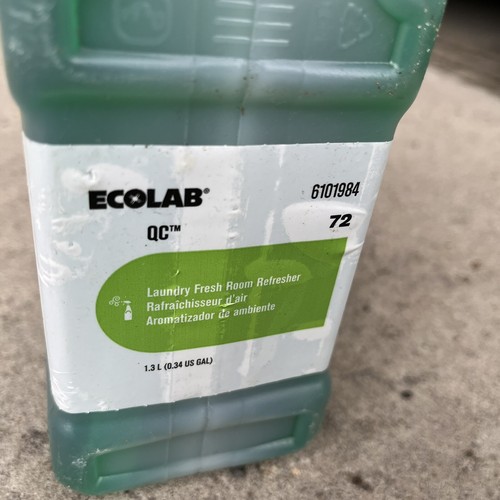 ECOLAB®
6101984
QC™
72
Laundry Fresh Room Refresher
Rafraîchisseur d'air
Aromatizador de ambiente
1.3 L (0.34 US GAL)